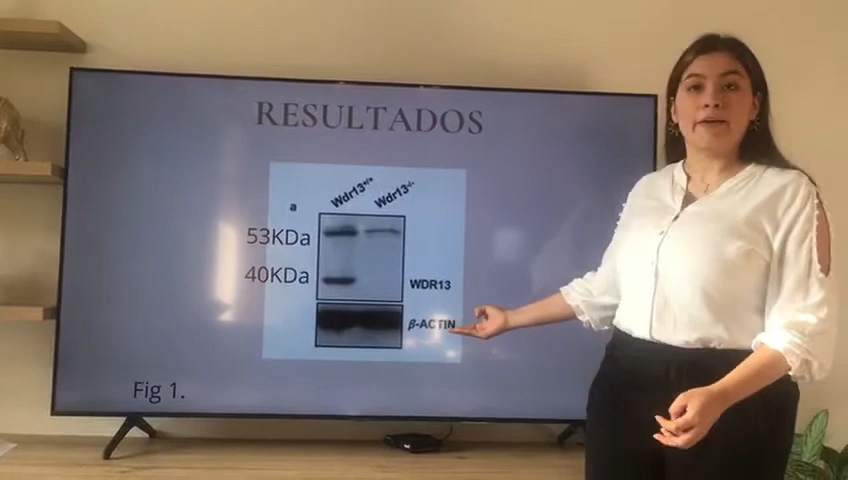 RESULTADOS
a
Wdr13+/+
Wdr13-/-
53KDa
40KDa
WDR13
β-ACTIN
Fig 1.